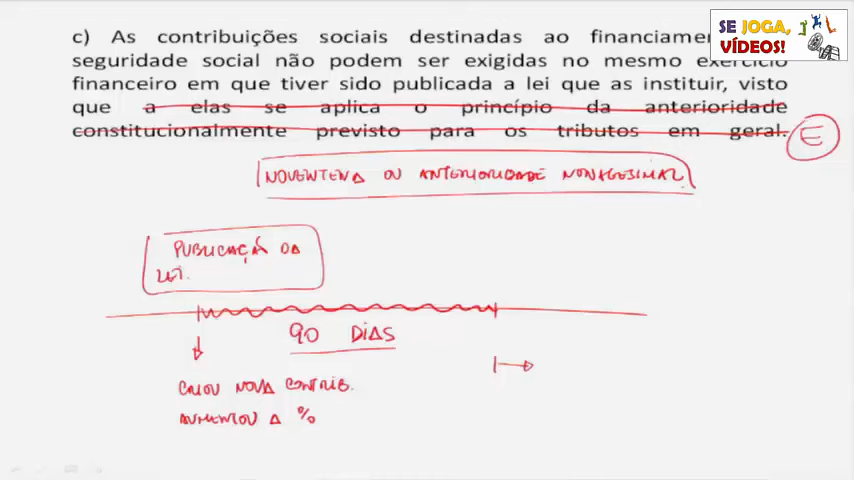 SE JOGA,
VÍDEOS!
c) As contribuições sociais destinadas ao financiame
seguridade social não podem ser exigidas no mesmo exercício
financeiro em que tiver sido publicada a lei que as instituir, visto
que a elas se aplica o princípio da anterioridade
constitucionalmente previsto para os tributos em geral. E
NOVENTENA OU ANTERIORIDADE NONAGESIMAL.
PUBLICAÇÃO DA
LEI.
90 DIAS
CRIOU NOVA CONTRIB.
AUMENTOU A %